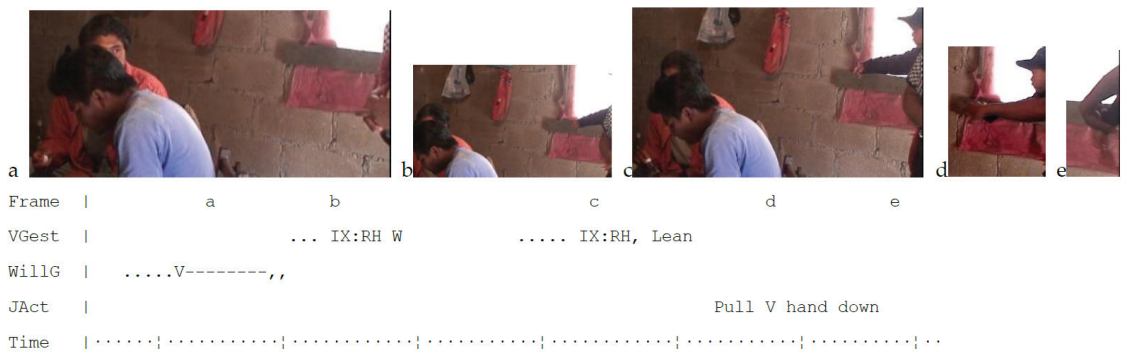 a b c d e
Frame | a b c d e
VGest | ... IX:RH W ..... IX:RH, Lean
WillG | .....V--------,,
JAct | Pull V hand down
Time |······¦···········¦············¦···········¦············¦···········¦··········¦··